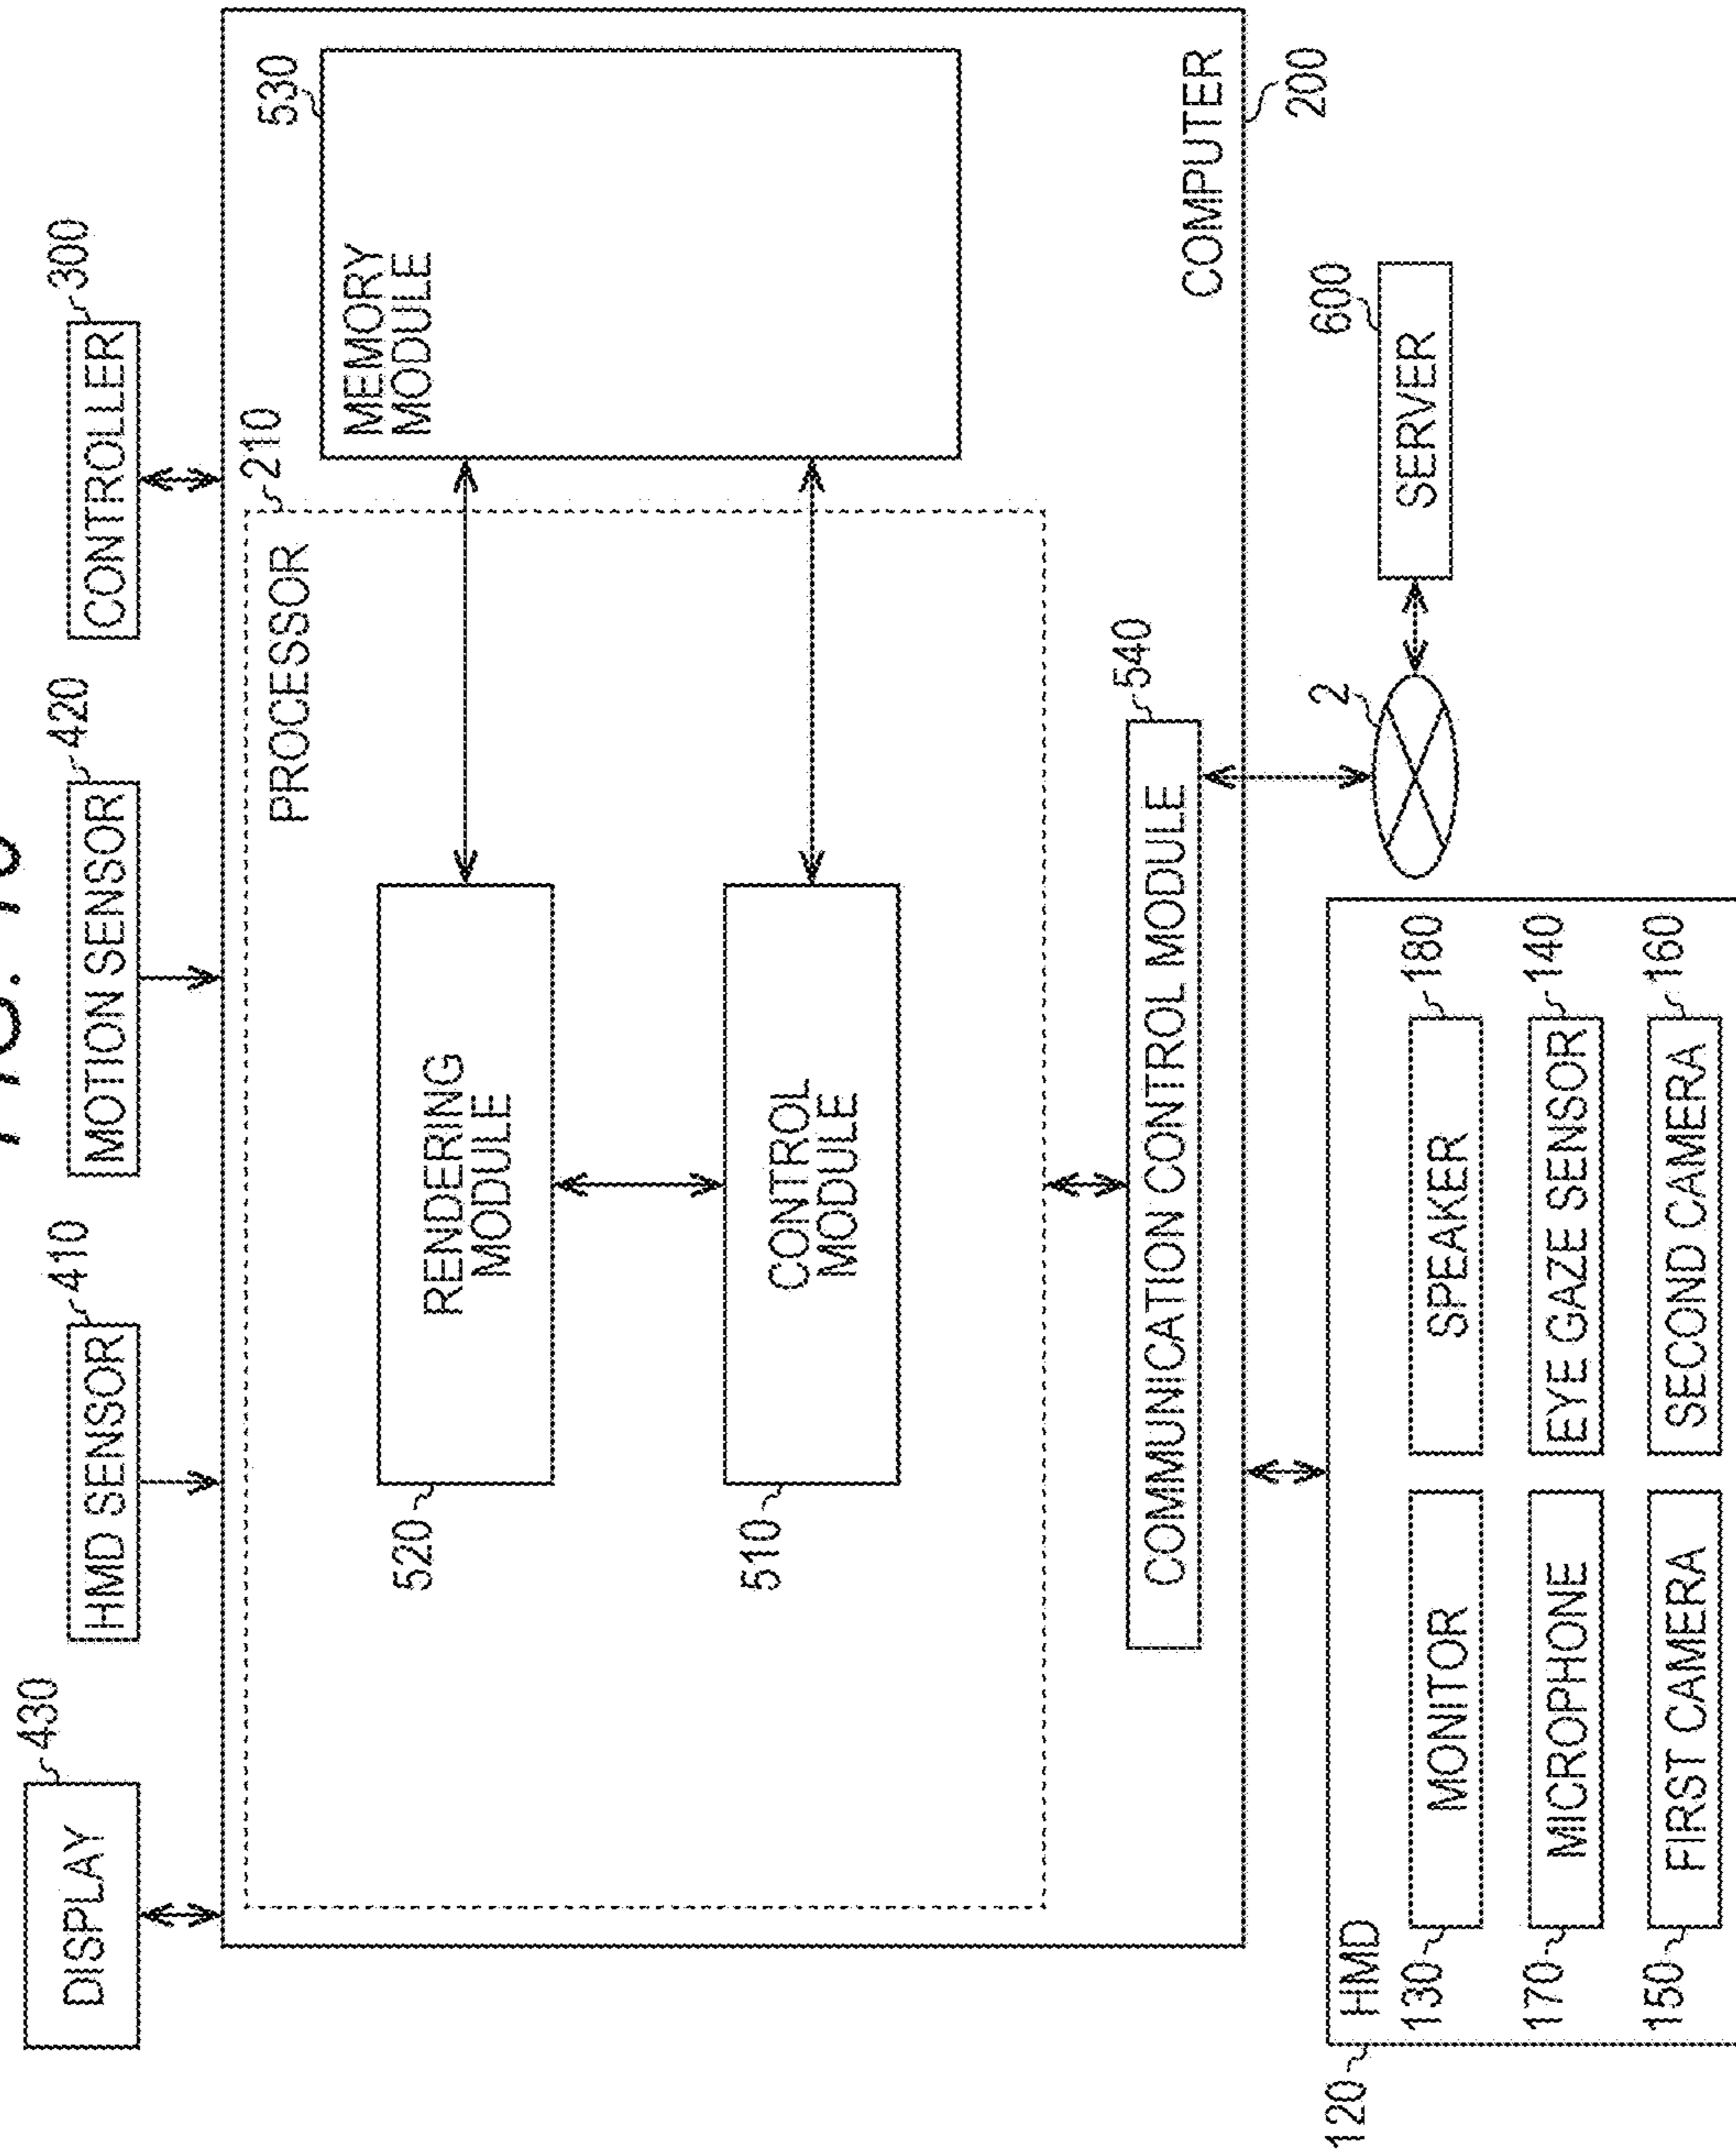 430
410
420
300
DISPLAY
HMD SENSOR
MOTION SENSOR
CONTROLLER
210
530
PROCESSOR
MEMORY
MODULE
520
RENDERING
MODULE
510
CONTROL
MODULE
540
COMMUNICATION CONTROL MODULE
COMPUTER
200
120
HMD
2
600
SERVER
130
MONITOR
SPEAKER
180
170
MICROPHONE
EYE GAZE SENSOR
140
150
FIRST CAMERA
SECOND CAMERA
160